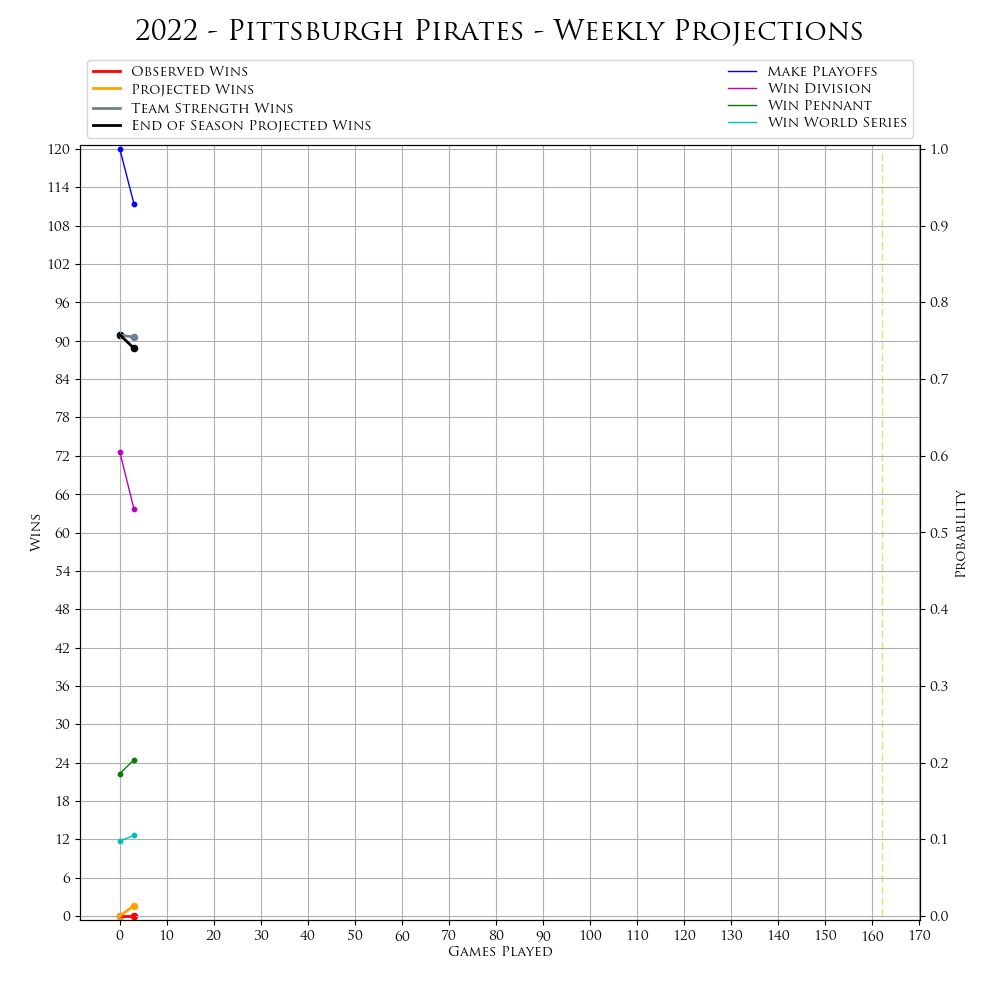 2022 - Pittsburgh Pirates - Weekly Projections
Observed Wins
Projected Wins
Team Strength Wins
End of Season Projected Wins
Make Playoffs
Win Division
Win Pennant
Win World Series
120
114
108
102
96
90
84
78
72
66
60
54
48
42
36
30
24
18
12
6
0
Wins
1.0
0.9
0.8
0.7
0.6
0.5
0.4
0.3
0.2
0.1
0.0
Probability
0 10 20 30 40 50 60 70 80 90 100 110 120 130 140 150 160 170
Games Played